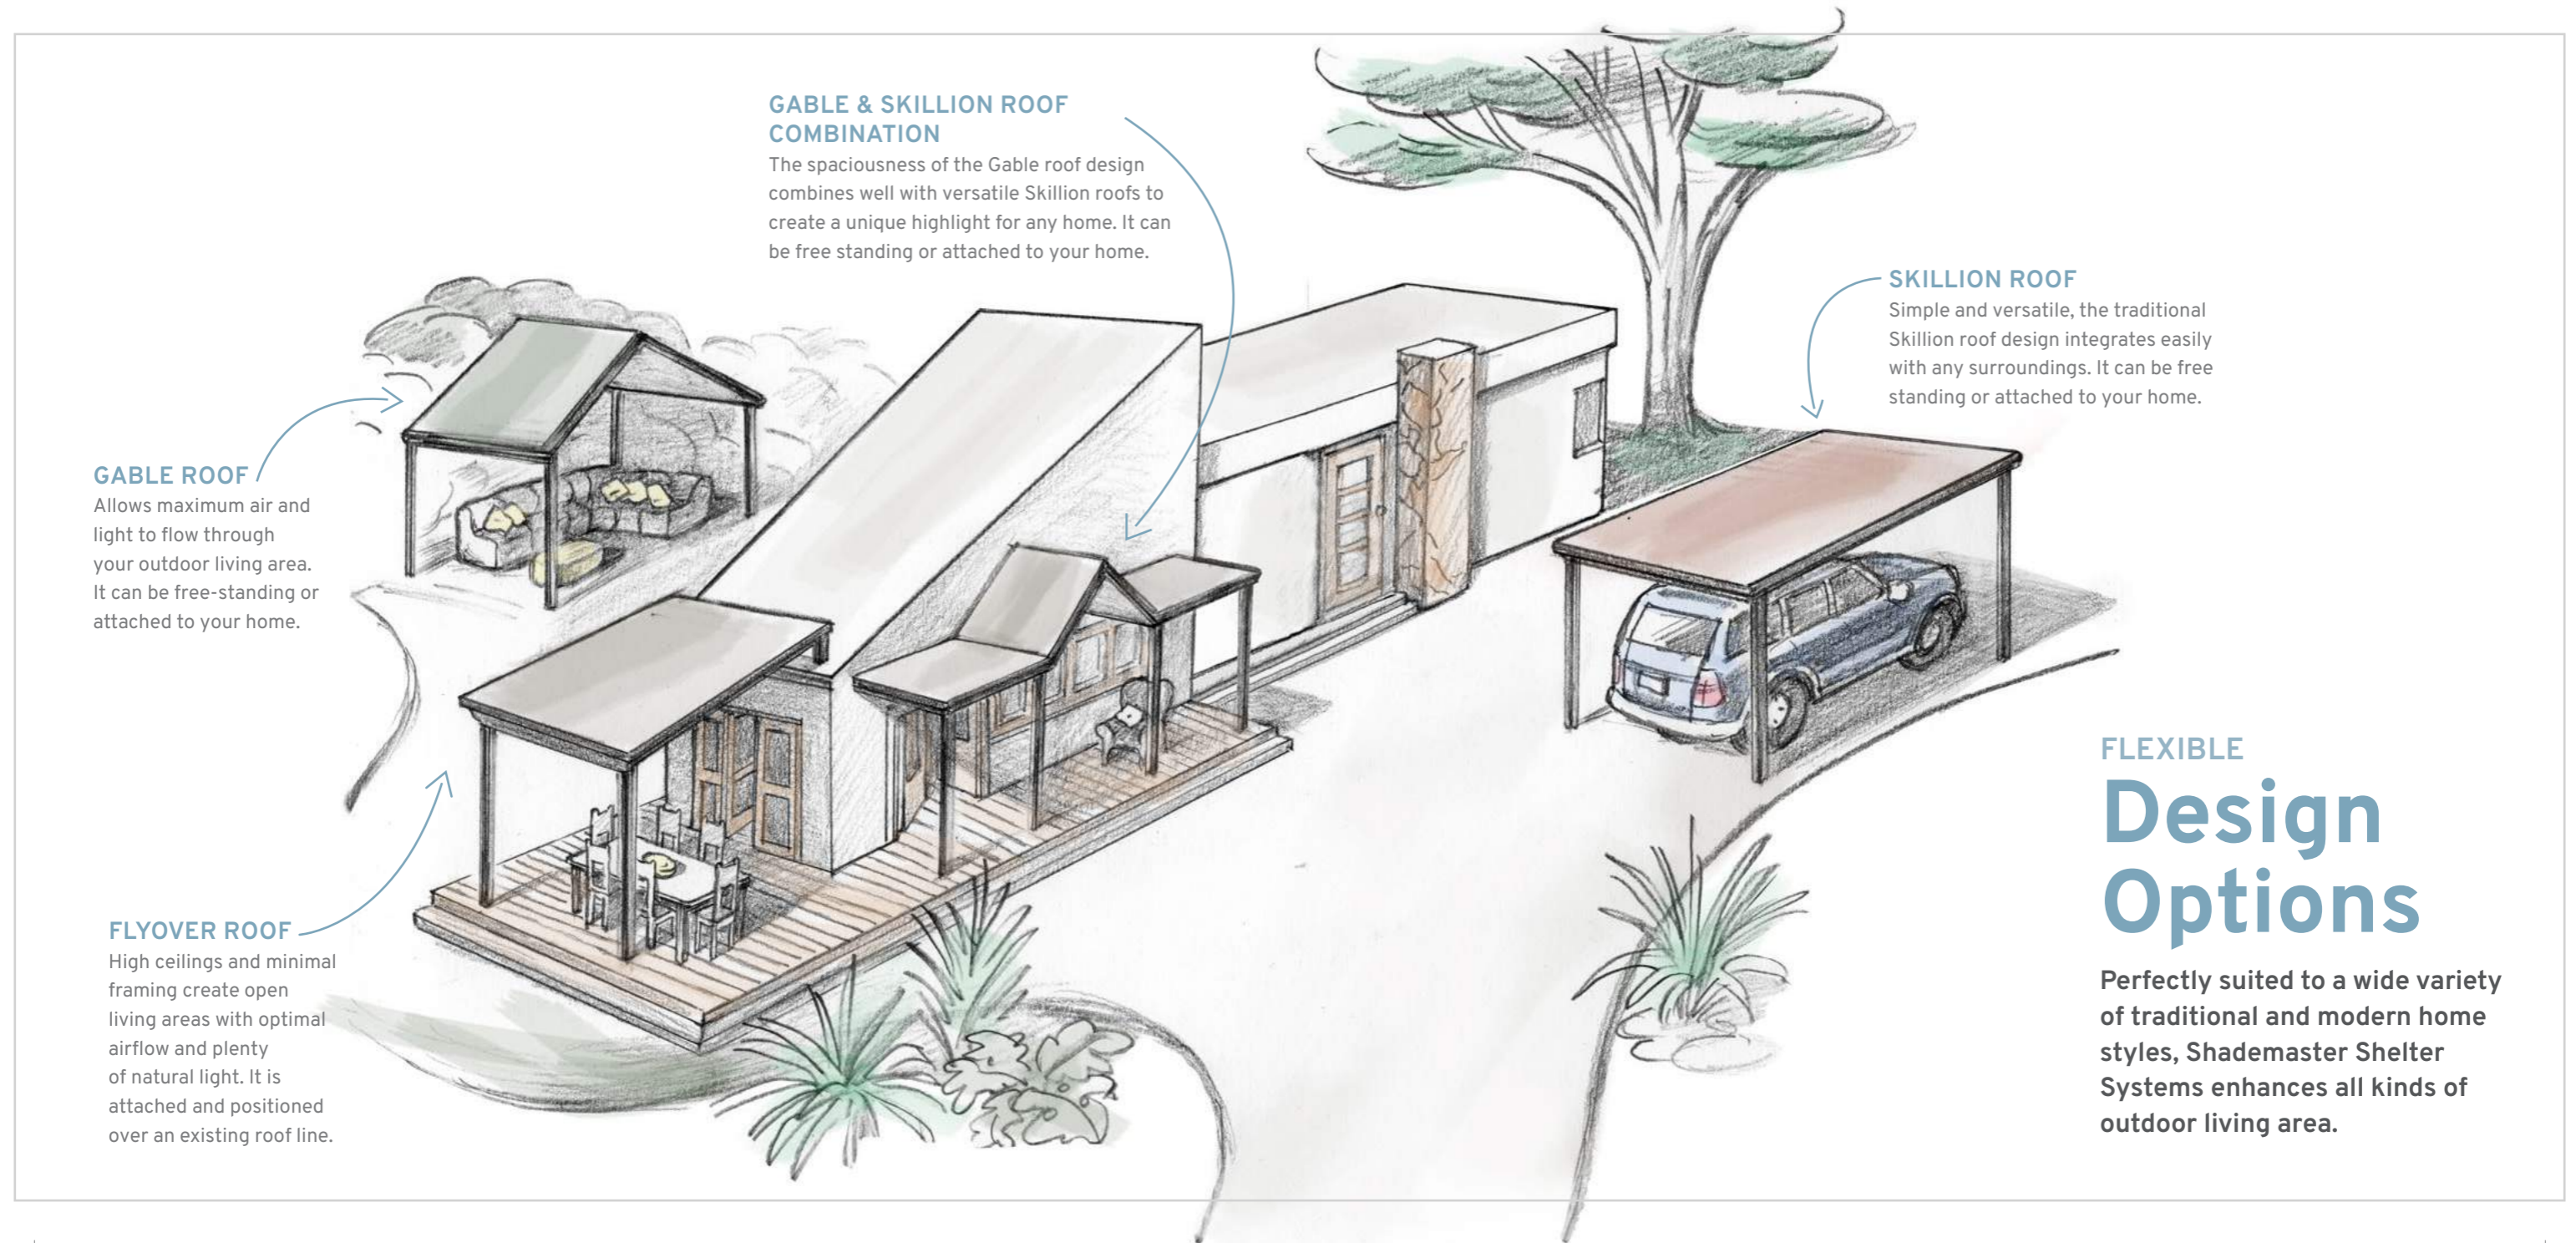 GABLE & SKILLION ROOF
COMBINATION
The spaciousness of the Gable roof design
combines well with versatile Skillion roofs to
create a unique highlight for any home. It can
be free standing or attached to your home.
SKILLION ROOF
Simple and versatile, the traditional
Skillion roof design integrates easily
with any surroundings. It can be free
standing or attached to your home.
GABLE ROOF
Allows maximum air and
light to flow through
your outdoor living area.
It can be free-standing or
attached to your home.
FLYOVER ROOF
High ceilings and minimal
framing create open
living areas with optimal
airflow and plenty
of natural light. It is
attached and positioned
over an existing roof line.
FLEXIBLE
Design
Options
Perfectly suited to a wide variety
of traditional and modern home
styles, Shademaster Shelter
Systems enhances all kinds of
outdoor living area.